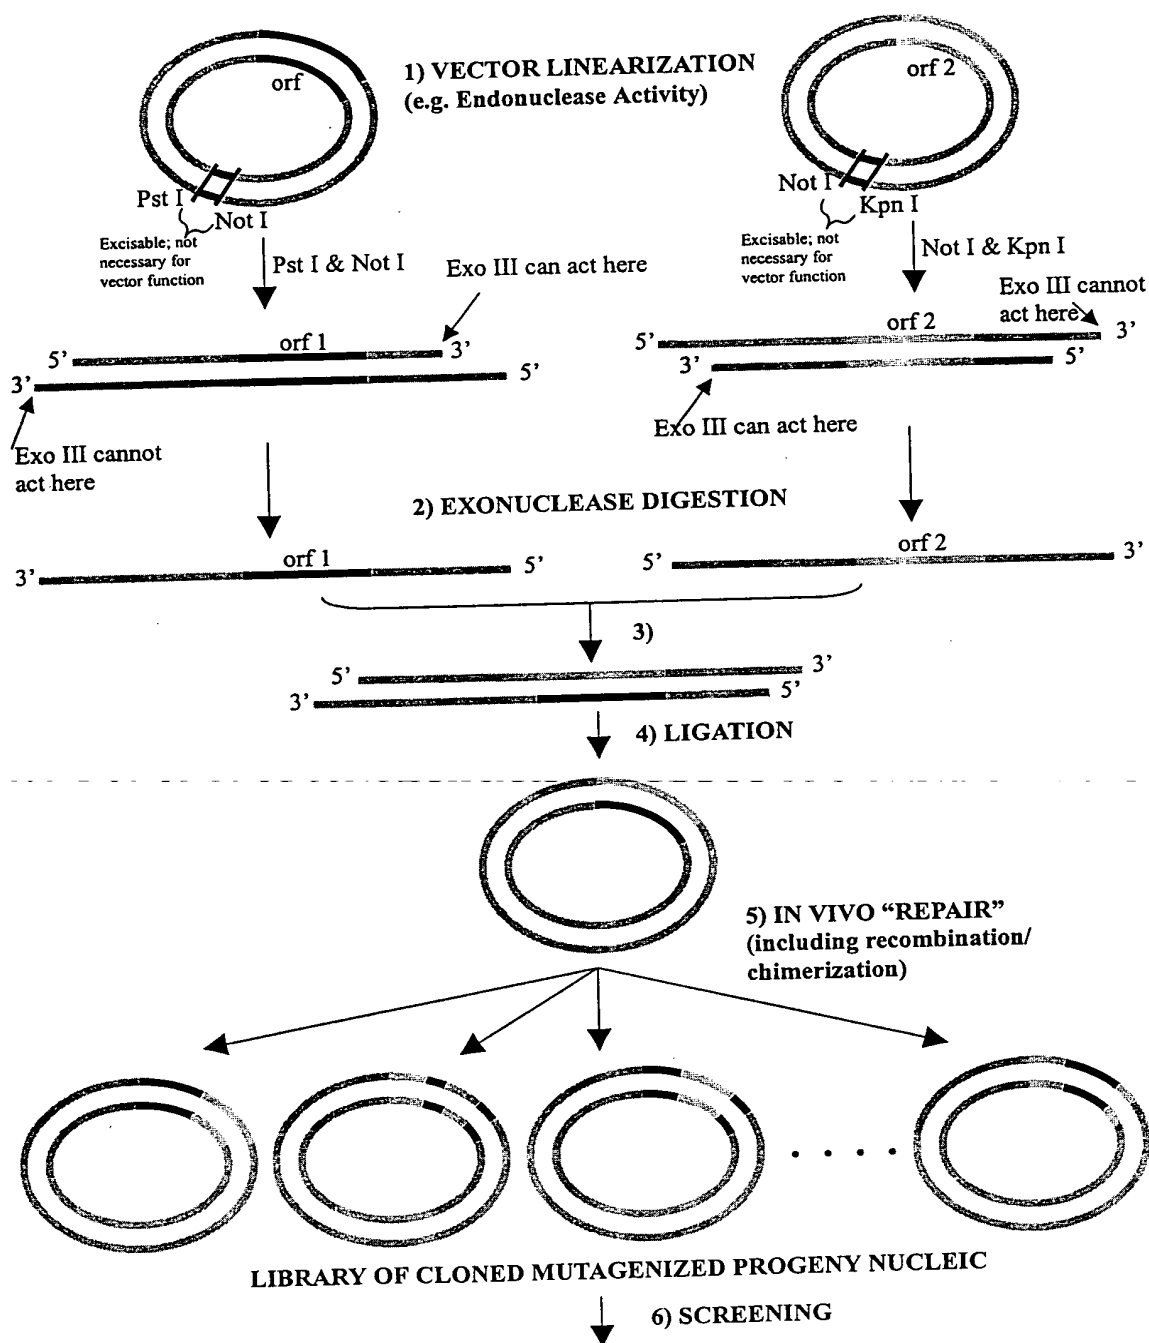 orf
1) VECTOR LINEARIZATION
(e.g. Endonuclease Activity)
orf 2
Pst I
Not I
Excisable; not
necessary for
vector function
Pst I & Not I
Exo III can act here
Not I
Kpn I
Excisable; not
necessary for
vector function
Not I & Kpn I
Exo III cannot
act here
5’ orf 1 3’
3’ 5’
5’ orf 2 3’
3’ 5’
Exo III cannot
act here
Exo III can act here
2) EXONUCLEASE DIGESTION
3’ orf 1 5’
5’ orf 2 3’
3)
5’ 3’
3’ 5’
4) LIGATION
5) IN VIVO “REPAIR”
(including recombination/
chimerization)
. . . .
LIBRARY OF CLONED MUTAGENIZED PROGENY NUCLEIC
6) SCREENING